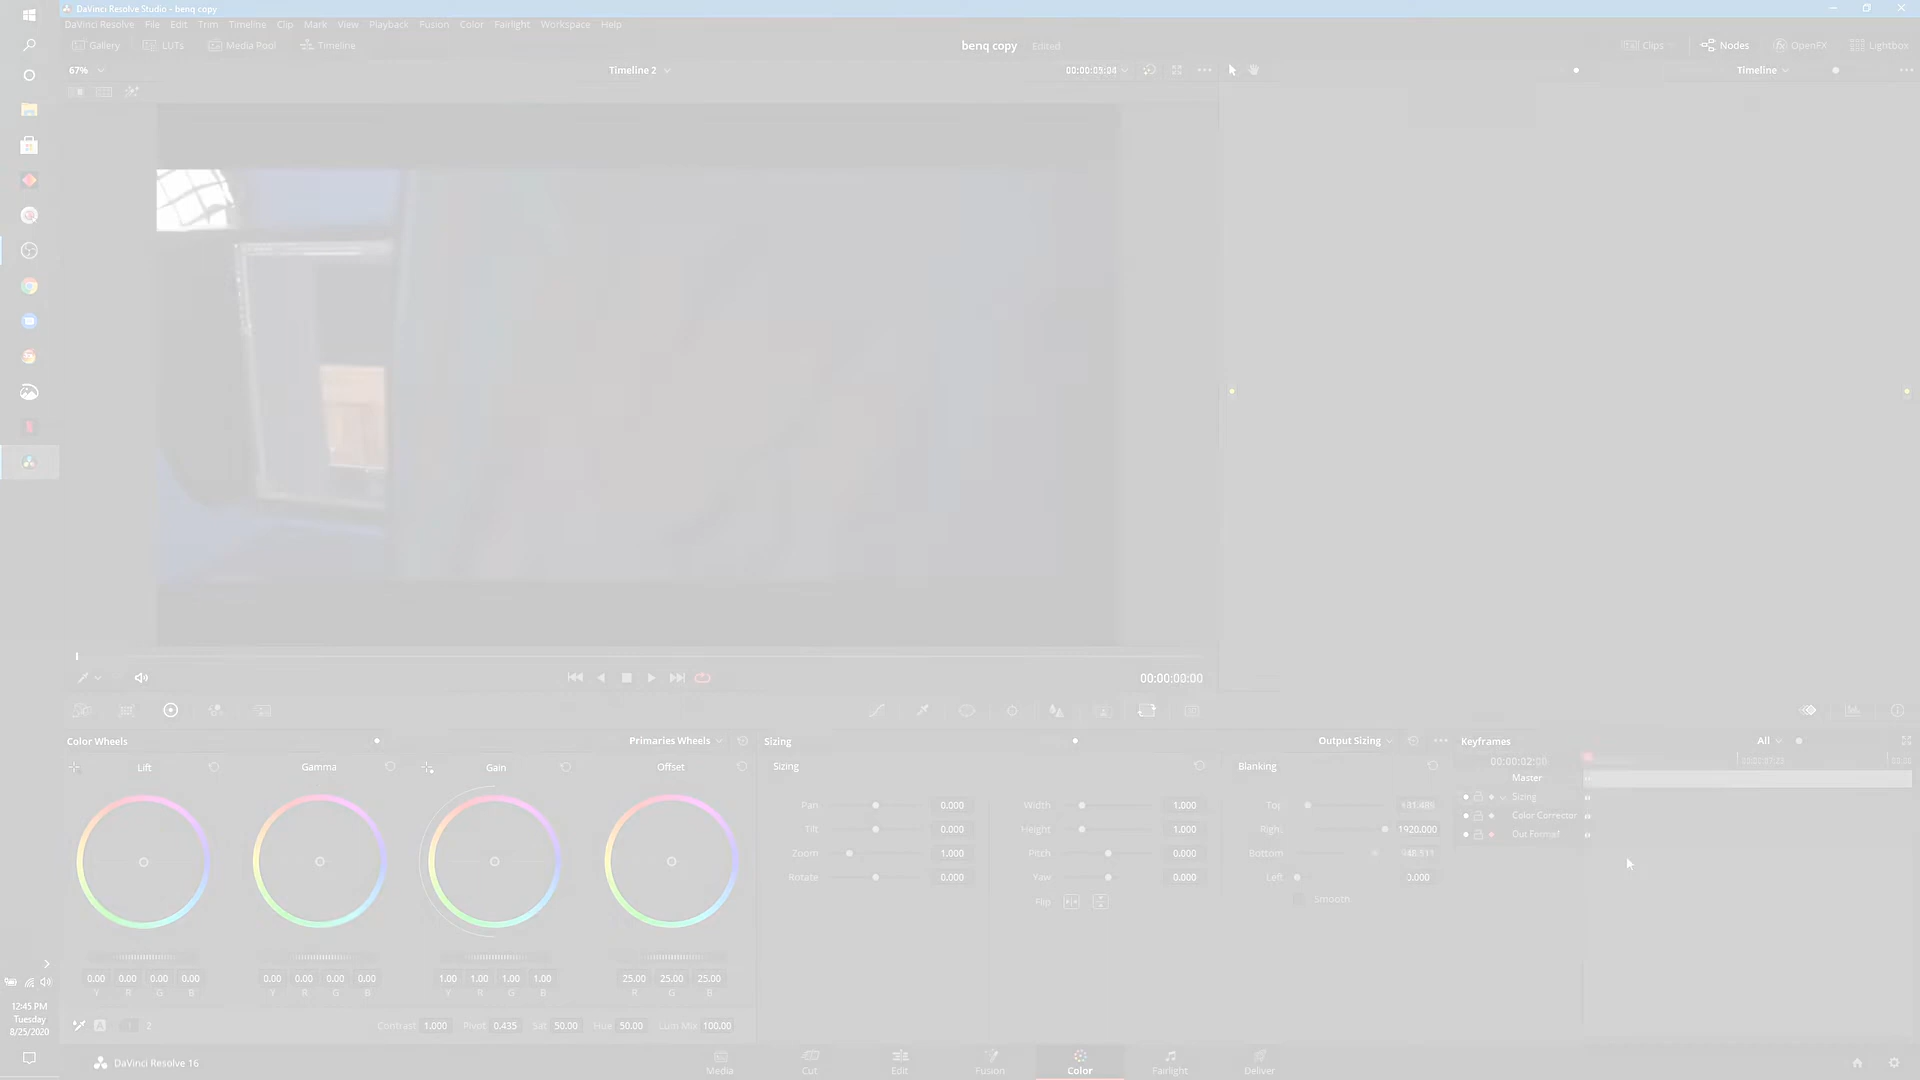 DaVinci Resolve Studio - benq copy
DaVinci Resolve File Edit Trim Timeline Clip Mark View Playback Fusion Color Fairlight Workspace Help
Gallery LUTs Media Pool Timeline benq copy Edited Clips Nodes OpenFX Lightbox
67% Timeline 2 Timeline
00:00:00:00
Color Wheels Primaries Wheels Sizing Output Sizing Keyframes All
Lift Gamma Gain Offset Sizing Blanking 00:00:02:00
Master
Pan 0.000 Width 1.000 Sizing
Tilt 0.000 Height 1.000 Right 1920.000 Color Corrector
Zoom 1.000 Pitch 0.000 Bottom Out Format
Rotate 0.000 Yaw 0.000 Left 0.000
Flip Smooth
0.00 0.00 0.00 0.00 0.00 0.00 0.00 0.00 1.00 1.00 1.00 1.00 25.00 25.00 25.00
Y R G B Y R G B Y R G B R G B
12:45 PM
Tuesday
8/25/2020
A 1 2 Contrast 1.000 Pivot 0.435 Sat 50.00 Hue 50.00 Lum Mix 100.00
DaVinci Resolve 16 Media Cut Edit Fusion Color Fairlight Deliver